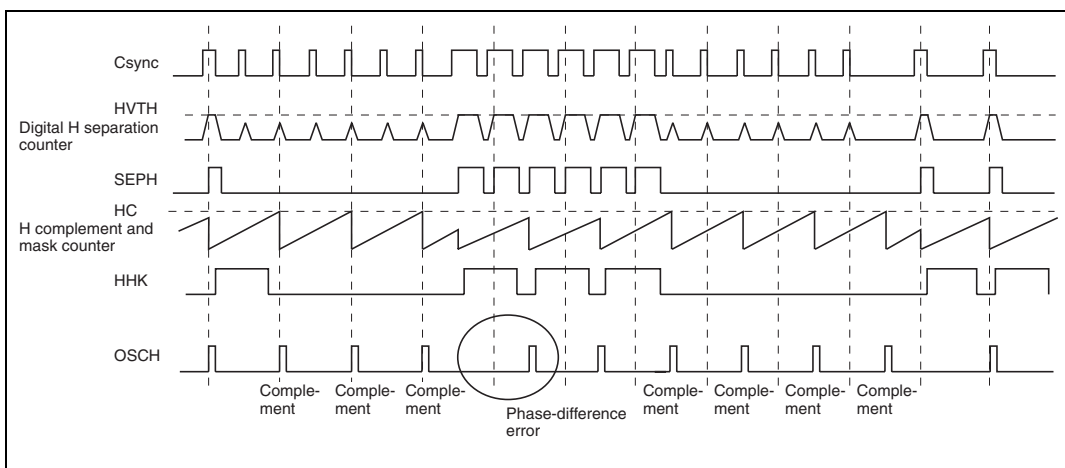 Csync
HVTH
Digital H separation
counter
SEPH
HC
H complement and
mask counter
HHK
OSCH
Comple-
ment
Comple-
ment
Comple-
ment
Phase-difference
error
Comple-
ment
Comple-
ment
Comple-
ment
Comple-
ment